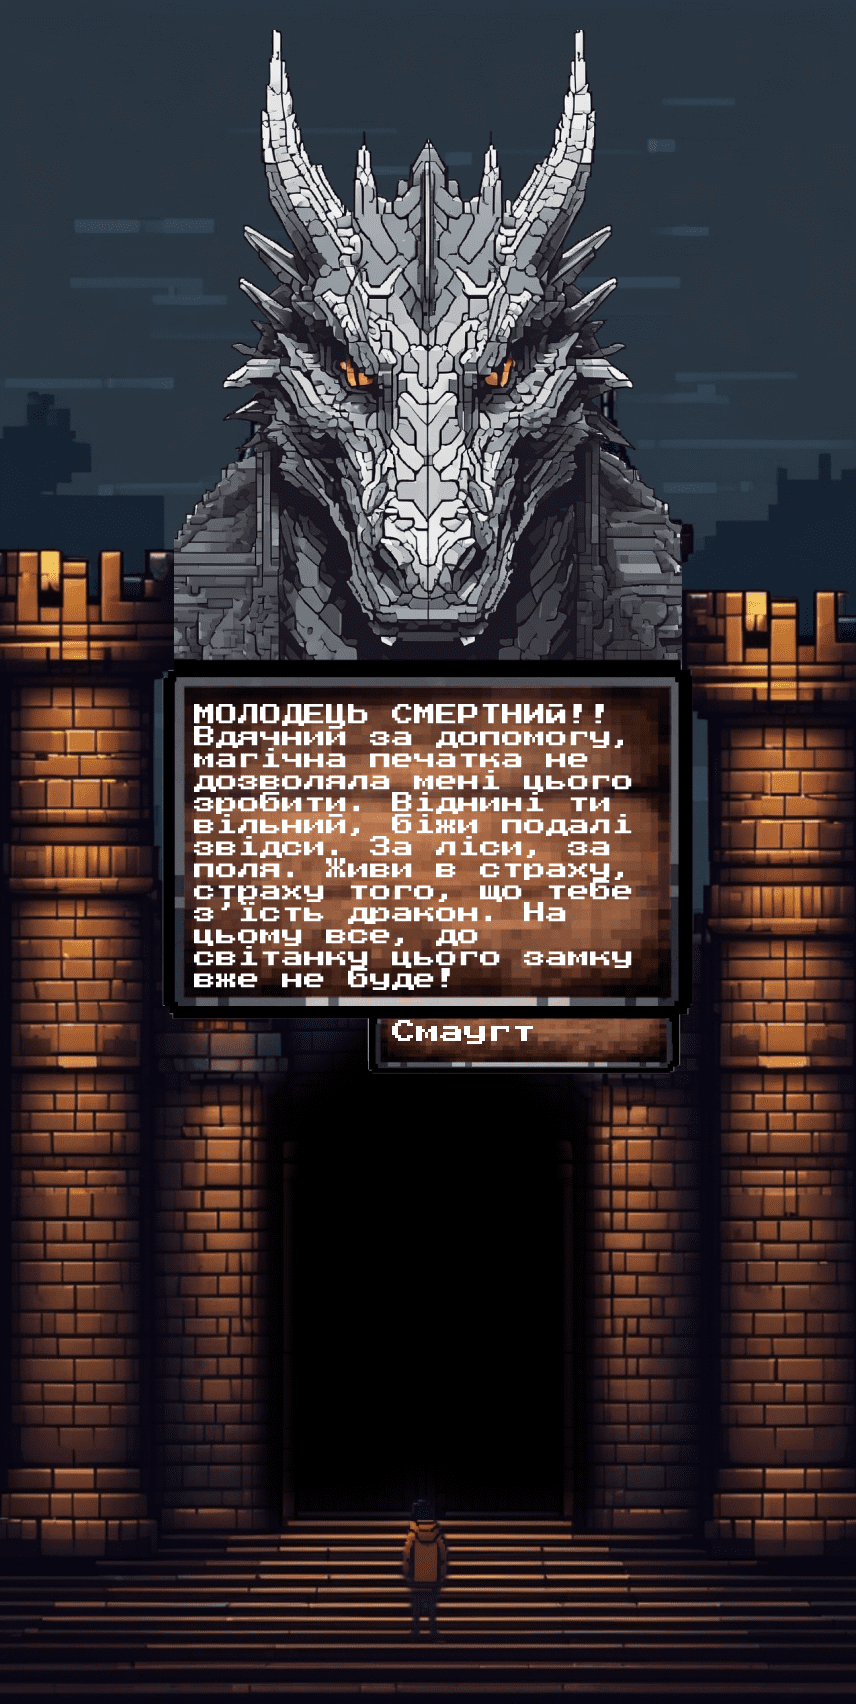 МОЛОДЕЦЬ СМЕРТНИй!!
Вдячний за допомогу,
магічна печатка не
дозволяла мені цього
зробити. Віднині ти
вільний, біжи подалі
звідси. За ліси, за
поля. Живи в страху,
страху того, що тебе
з'їсть дракон. На
цьому все, до
світанку цього замку
вже не буде!
Смаугт